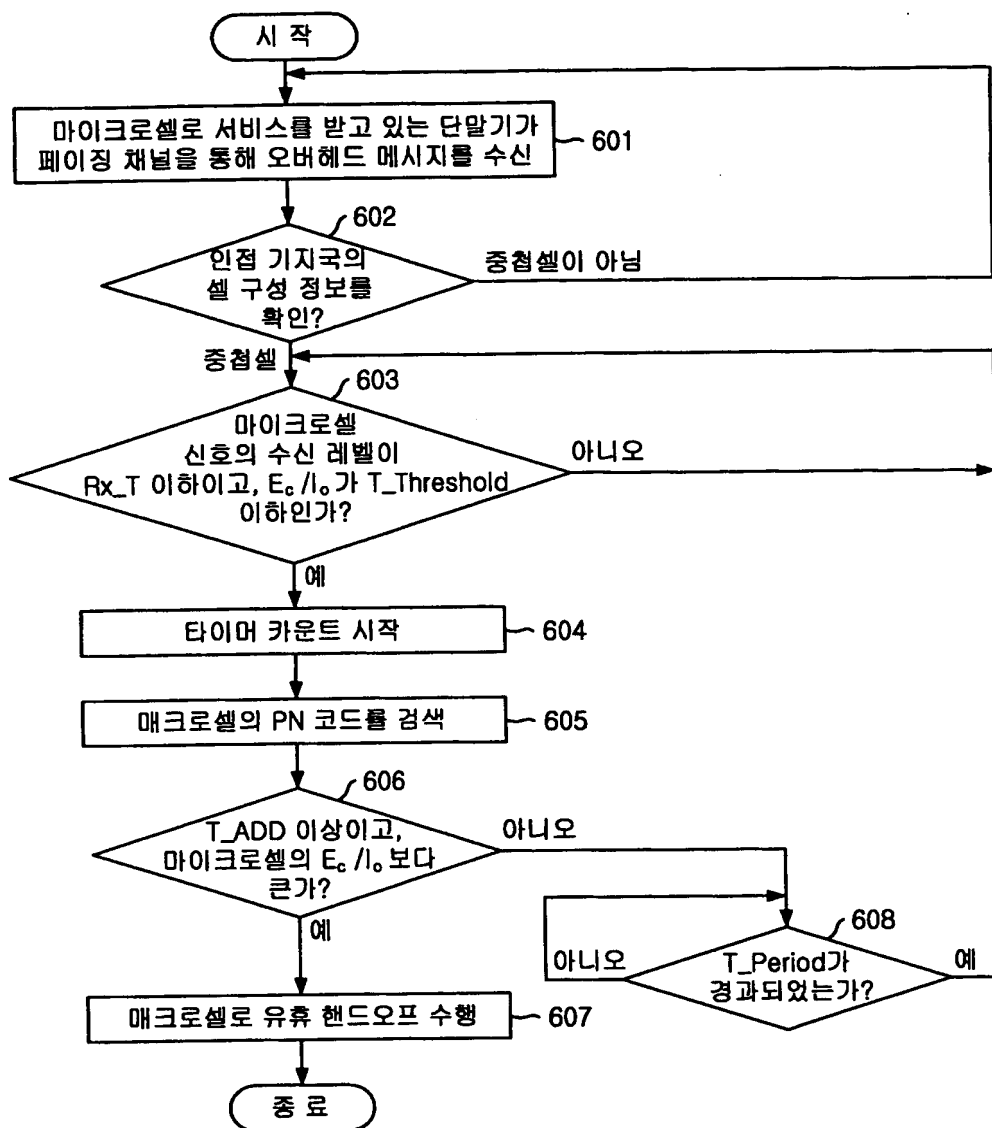 시 작
마이크로셀로 서비스를 받고 있는 단말기가
페이징 채널을 통해 오버헤드 메시지를 수신
601
602
인접 기지국의
셀 구성 정보를
확인?
중첩셀이 아님
중첩셀
603
마이크로셀
신호의 수신 레벨이
Rx_T 이하이고, Ec /Io 가 T_Threshold
이하인가?
아니오
예
타이머 카운트 시작
604
매크로셀의 PN 코드를 검색
605
606
T_ADD 이상이고,
마이크로셀의 Ec /Io 보다
큰가?
아니오
예
608
T_Period가
경과되었는가?
아니오
예
매크로셀로 유휴 핸드오프 수행
607
종 료